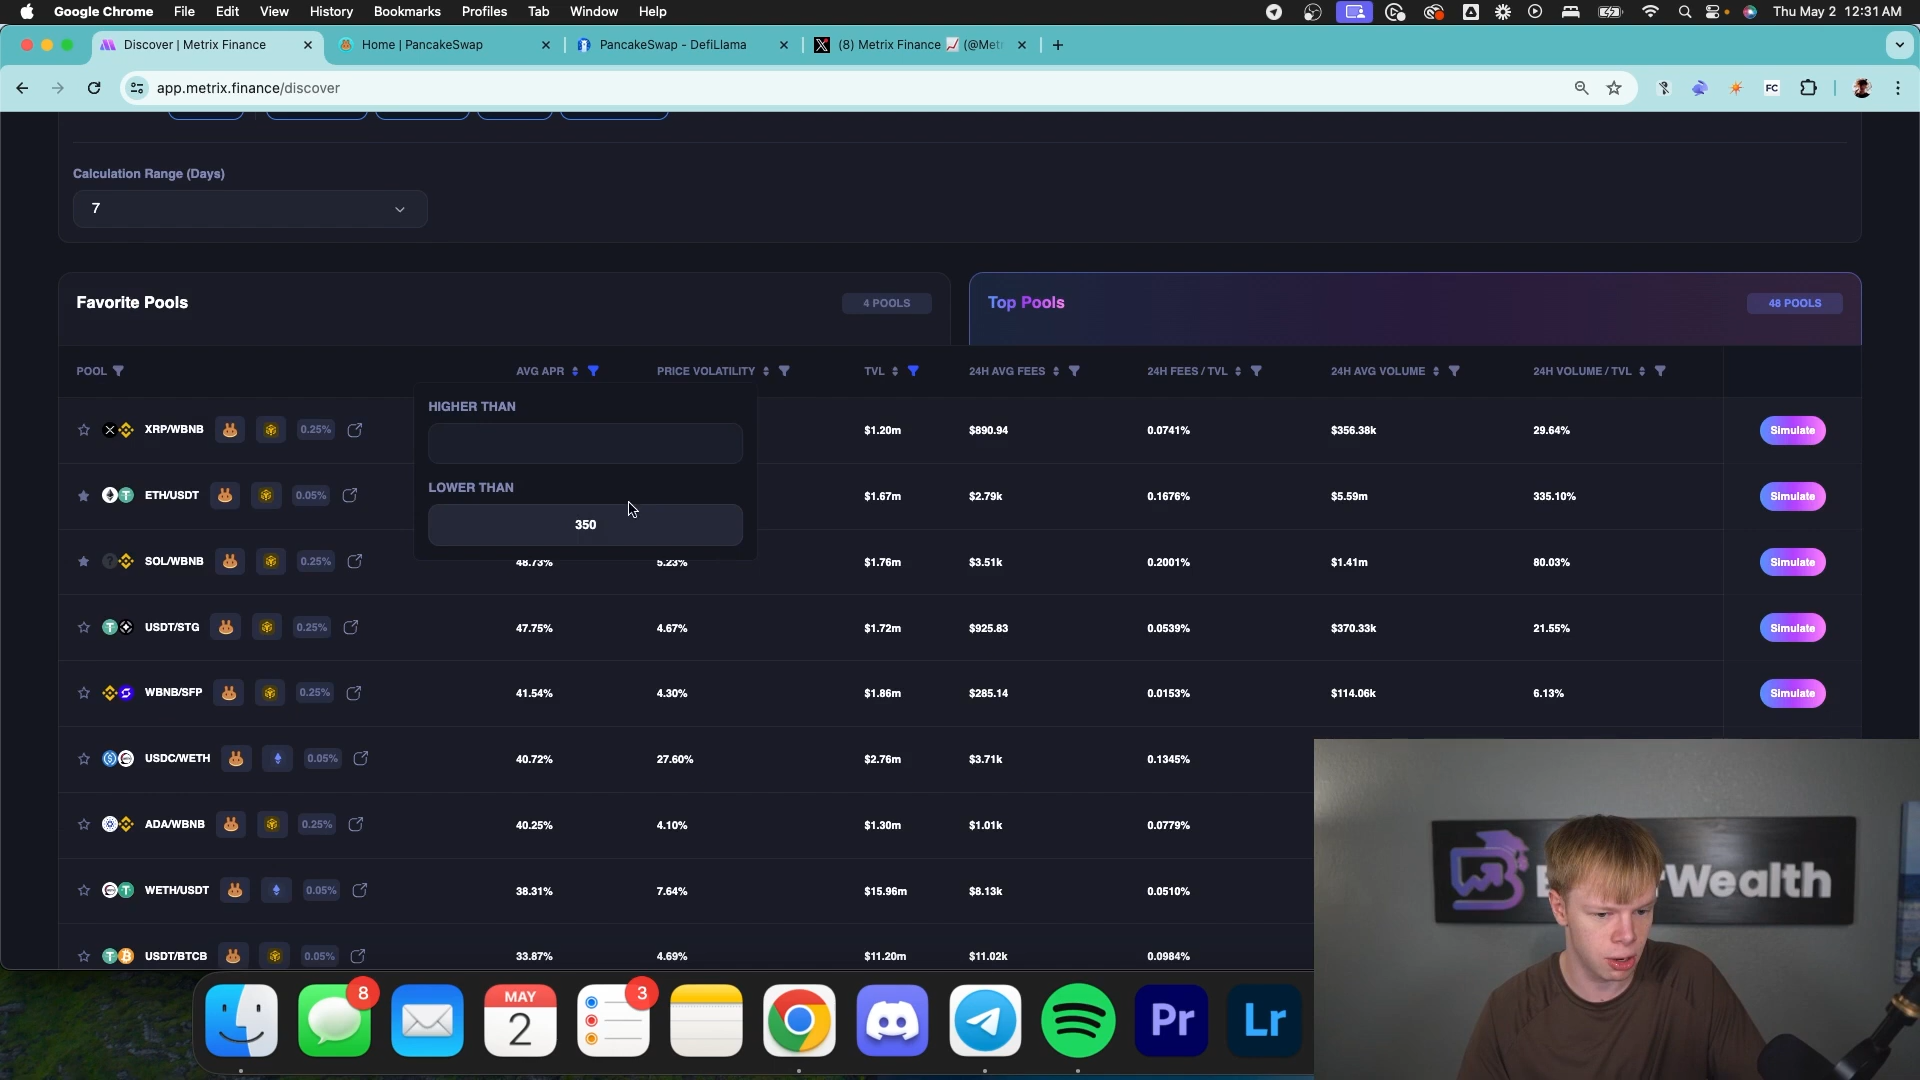 Google Chrome File Edit View History Bookmarks Profiles Tab Window Help Thu May 2 12:31 AM
Discover | Metrix Finance Home | PancakeSwap PancakeSwap - DefiLlama (8) Metrix Finance 📈 (@Met
app.metrix.finance/discover FC
Calculation Range (Days)
7
Favorite Pools 4 POOLS Top Pools 48 POOLS
POOL AVG APR PRICE VOLATILITY TVL 24H AVG FEES 24H FEES / TVL 24H AVG VOLUME 24H VOLUME / TVL
HIGHER THAN
LOWER THAN
350
XRP/WBNB 0.25% $1.20m $890.94 0.0741% $356.38k 29.64% Simulate
ETH/USDT 0.05% $1.67m $2.79k 0.1676% $5.59m 335.10% Simulate
SOL/WBNB 0.25% 48.73% 5.23% $1.76m $3.51k 0.2001% $1.41m 80.03% Simulate
USDT/STG 0.25% 47.75% 4.67% $1.72m $925.83 0.0539% $370.33k 21.55% Simulate
WBNB/SFP 0.25% 41.54% 4.30% $1.86m $285.14 0.0153% $114.06k 6.13% Simulate
USDC/WETH 0.05% 40.72% 27.60% $2.76m $3.71k 0.1345%
ADA/WBNB 0.25% 40.25% 4.10% $1.30m $1.01k 0.0779%
WETH/USDT 0.05% 38.31% 7.64% $15.96m $8.13k 0.0510%
USDT/BTCB 0.05% 33.87% 4.69% $11.20m $11.02k 0.0984%
Wealth
8 MAY 2 3 Pr Lr